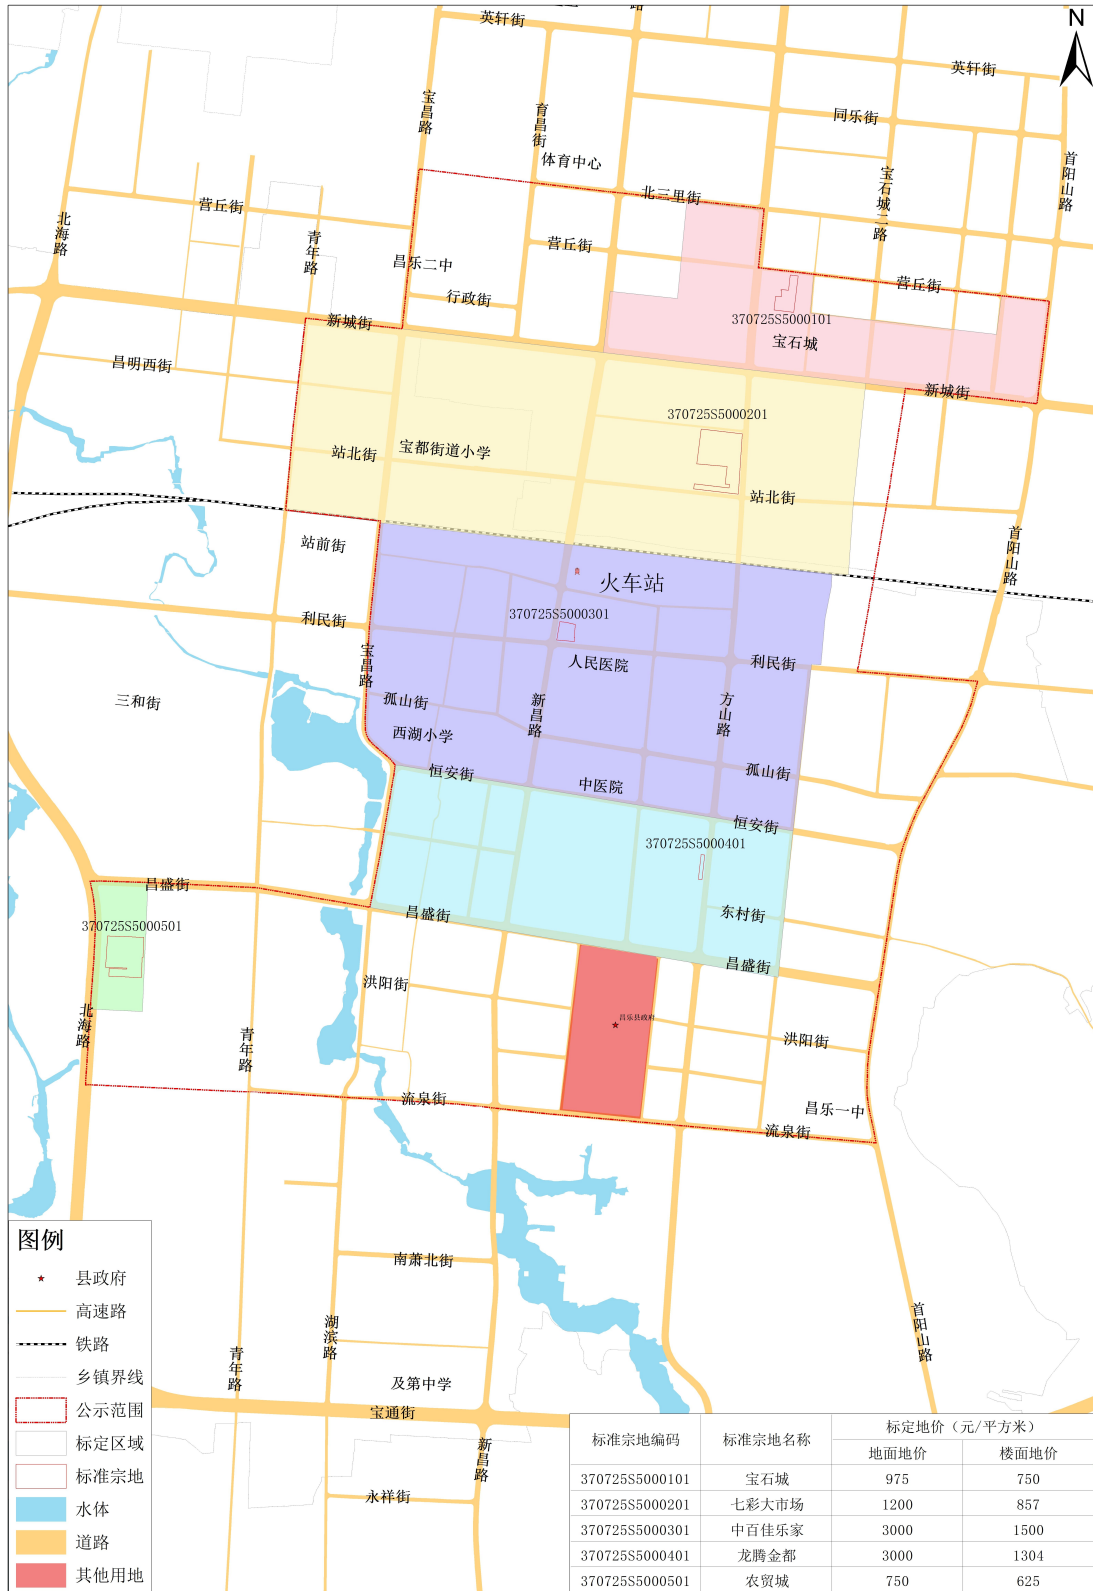 英轩街
路
N
英轩街
宝昌路
育昌街
同乐街
体育中心
首阳山路
宝石城二路
北三里街
营丘街
北海路
青年路
营丘街
昌乐二中
营丘街
行政街
新城街
370725S5000101
宝石城
昌明西街
新城街
370725S5000201
站北街
宝都街道小学
站北街
站前街
首阳山路
火车站
370725S5000301
利民街
宝昌路
人民医院
利民街
三和街
孤山街
新昌路
方山路
西湖小学
恒安街
中医院
孤山街
恒安街
370725S5000401
昌盛街
昌盛街
东村街
370725S5000501
昌盛街
洪阳街
北海路
昌乐县政府
青年路
洪阳街
流泉街
昌乐一中
流泉街
南萧北街
湖滨路
首阳山路
青年路
及第中学
宝通街
新昌路
永祥街
图例
县政府
高速路
铁路
乡镇界线
公示范围
标定区域
标准宗地
水体
道路
其他用地
标准宗地编码 标准宗地名称 标定地价（元/平方米）
地面地价 楼面地价
370725S5000101 宝石城 975 750
370725S5000201 七彩大市场 1200 857
370725S5000301 中百佳乐家 3000 1500
370725S5000401 龙腾金都 3000 1304
370725S5000501 农贸城 750 625